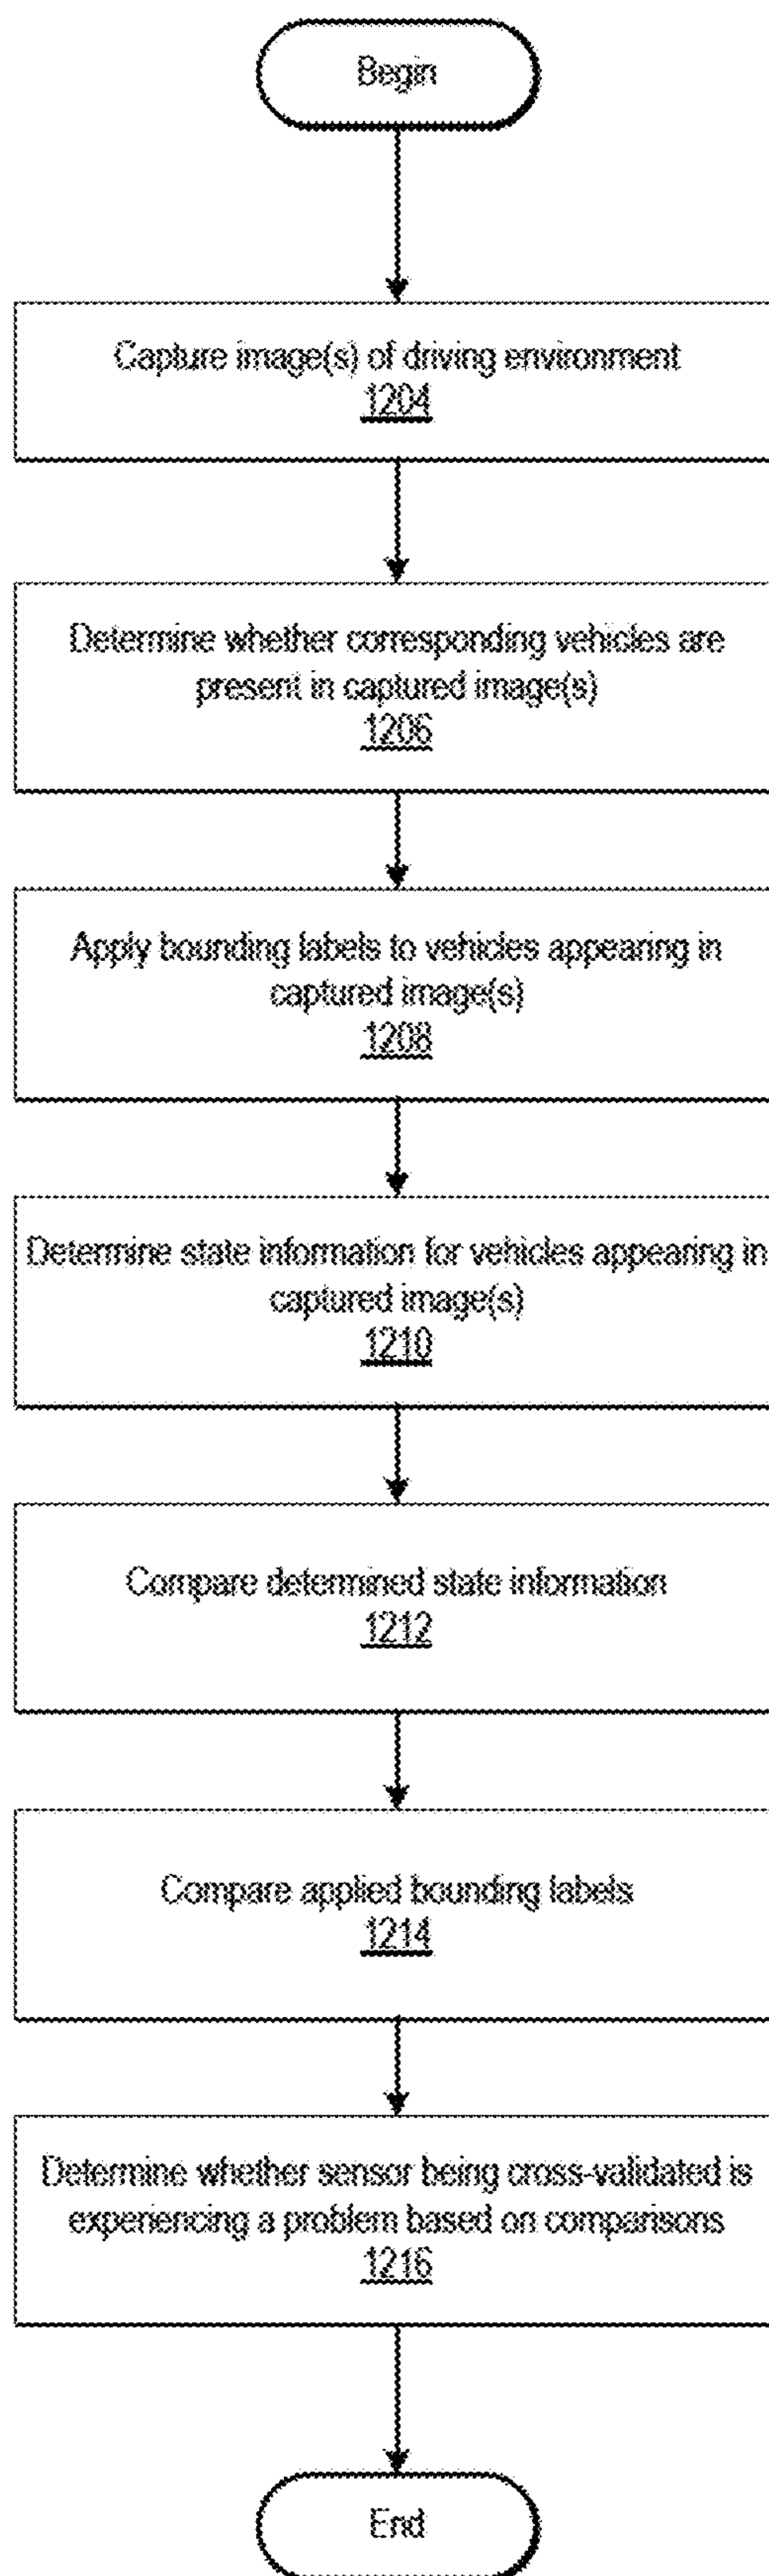 Begin
Capture image(s) of driving environment
1204
Determine whether corresponding vehicles are
present in captured image(s)
1206
Apply bounding labels to vehicles appearing in
captured image(s)
1208
Determine state information for vehicles appearing in
captured image(s)
1210
Compare determined state information
1212
Compare applied bounding labels
1214
Determine whether sensor being cross-validated is
experiencing a problem based on comparisons
1216
End